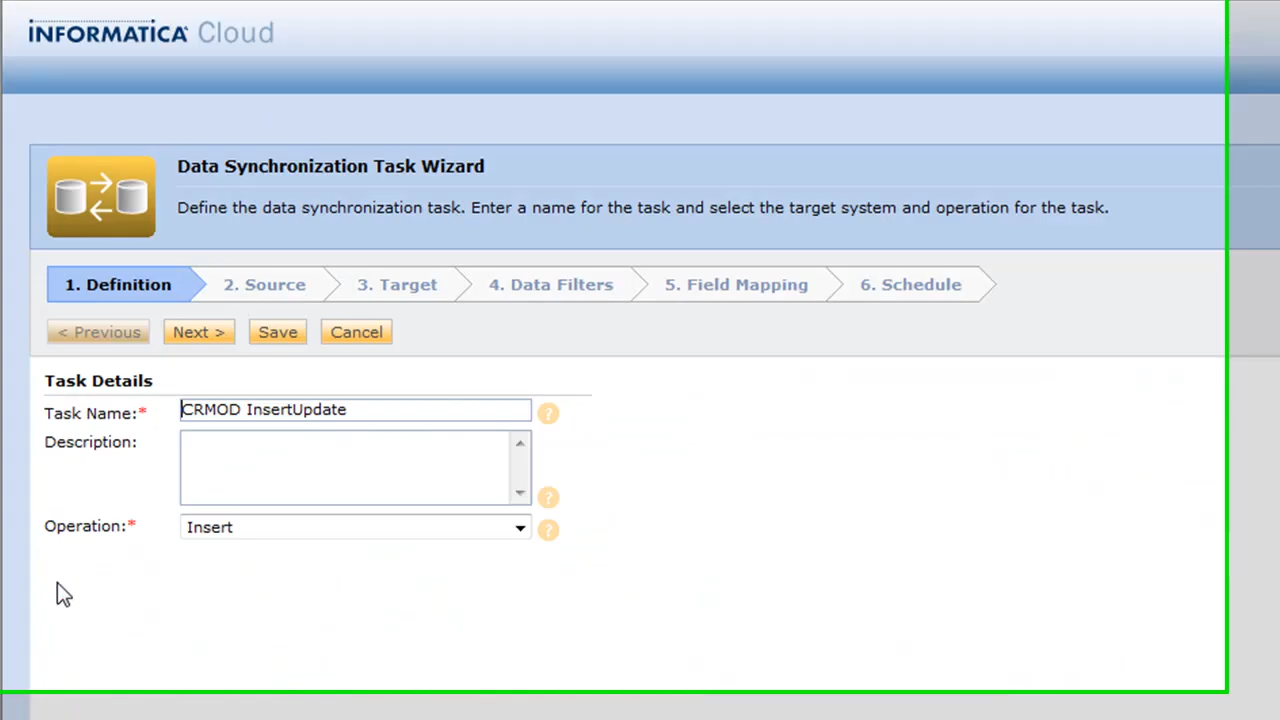 INFORMATICA Cloud
Data Synchronization Task Wizard
Define the data synchronization task. Enter a name for the task and select the target system and operation for the task.
1. Definition 2. Source 3. Target 4. Data Filters 5. Field Mapping 6. Schedule
< Previous Next > Save Cancel
Task Details
Task Name:* CRMOD InsertUpdate ?
Description: ?
Operation:* Insert ?